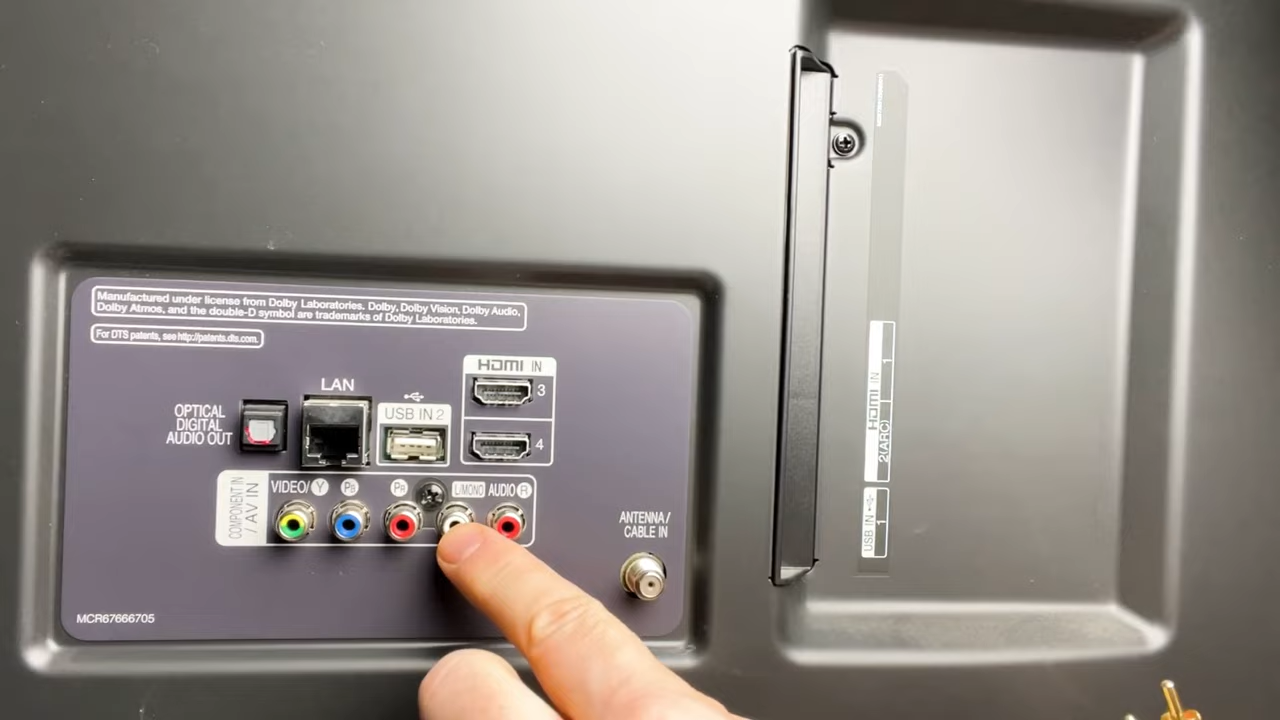 Manufactured under license from Dolby Laboratories. Dolby, Dolby Vision, Dolby Audio,
Dolby Atmos, and the double-D symbol are trademarks of Dolby Laboratories.
For DTS patents, see http://patents.dts.com.
HDMI IN
3
4
LAN
USB IN 2
OPTICAL
DIGITAL
AUDIO OUT
COMPONENT IN
/ AV IN
VIDEO/ Y PB PR L/MONO AUDIO R
ANTENNA/
CABLE IN
MCR67666705
HDMI IN
1
2(ARC)
USB IN
1